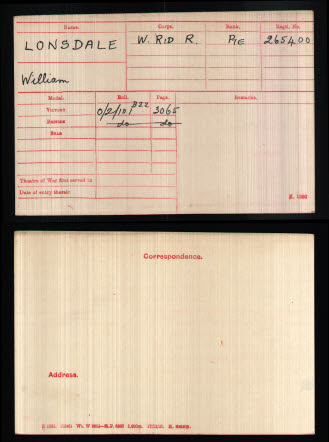 Name. Corps. Rank. Regtl. No.
LONSDALE W. RID R. Pte 265400
William
Medal. Roll. Page. Remarks.
VICTORY O/2/101 B22 3065
BRITISH do do
STAR
Theatre of War first served in
Date of entry therein
K. 1380
Correspondence.
Address.